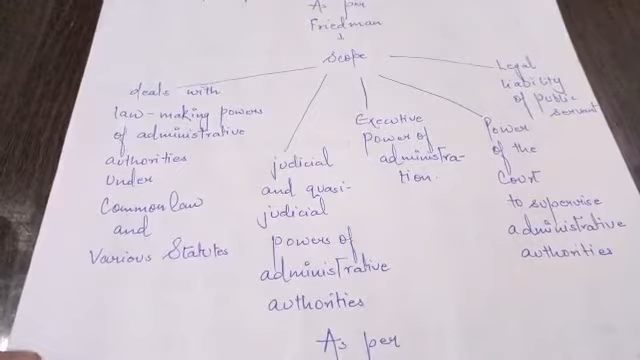 As per
Friedman
↓
Scope
deals with
law-making powers
of administrative
authorities
under
Common law
and
Various Statutes
judicial
and quasi-
judicial
powers of
administrative
authorities
Executive
Power of
administra-
tion.
Power
of the
Court
to supervise
administrative
authorities
Legal
liability
of public
servant
As per